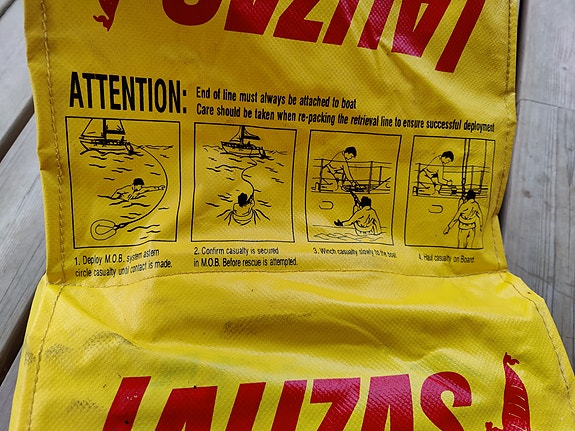 LALIZAS
ATTENTION:
End of line must always be attached to boat
Care should be taken when re-packing the retrieval line to ensure successful deployment
1. Deploy M.O.B. system astern
circle casualty until contact is made.
2. Confirm casualty is secured
in M.O.B. Before rescue is attempted.
3. Winch casualty slowly to the boat
4. Haul casualty on Board
LALIZAS